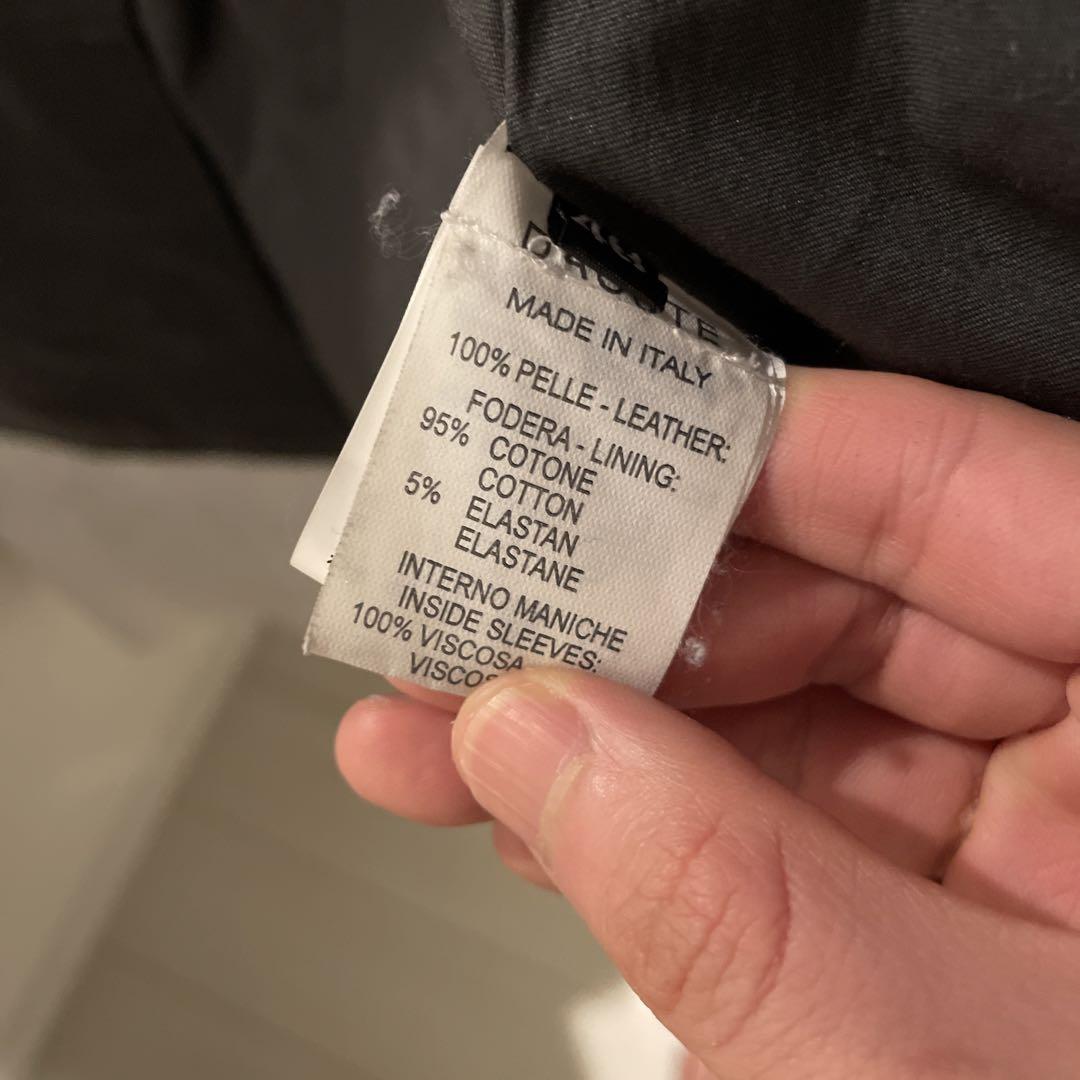 MADE IN ITALY
100% PELLE - LEATHER:
FODERA - LINING:
95% COTONE
COTTON
5% ELASTAN
ELASTANE
INTERNO MANICHE
INSIDE SLEEVES:
100% VISCOSA